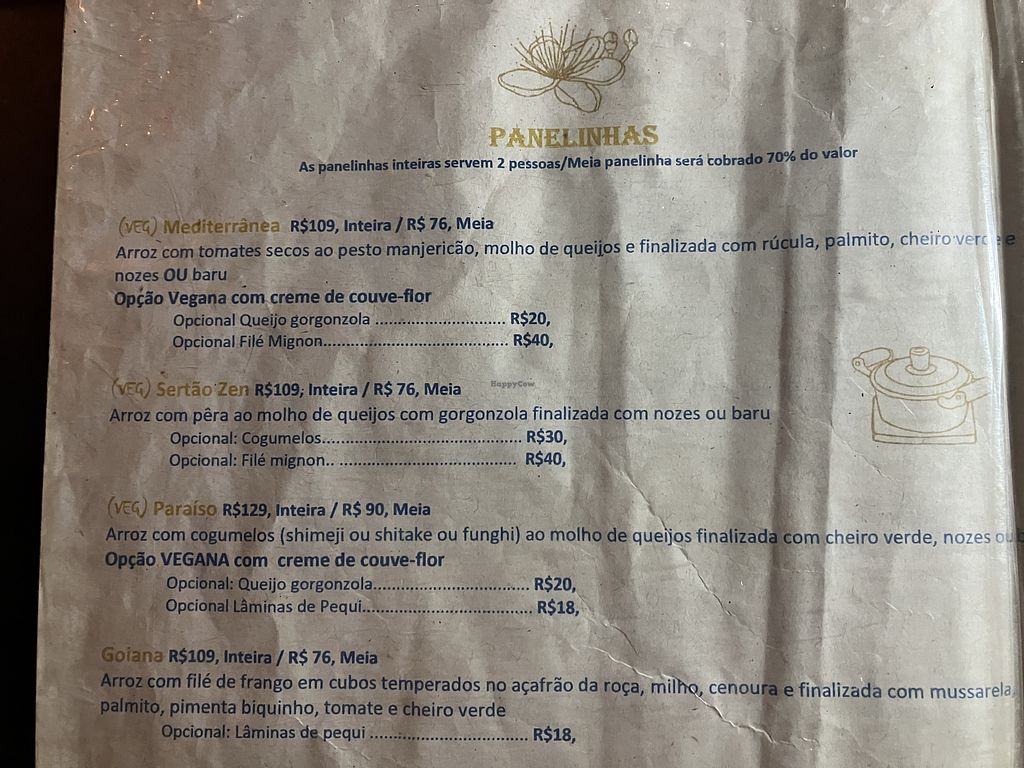 PANELINHAS
As panelinhas inteiras servem 2 pessoas/Meia panelinha será cobrado 70% do valor
(VEG) Mediterrânea R$109, Inteira / R$ 76, Meia
Arroz com tomates secos ao pesto manjericão, molho de queijos e finalizada com rúcula, palmito, cheiro verde e
nozes OU baru
Opção Vegana com creme de couve-flor
Opcional Queijo gorgonzola .............................. R$20,
Opcional Filé Mignon.......................................... R$40,
HappyCow
(VEG) Sertão Zen R$109, Inteira / R$ 76, Meia
Arroz com pêra ao molho de queijos com gorgonzola finalizada com nozes ou baru
Opcional: Cogumelos.............................................. R$30,
Opcional: Filé mignon.. ......................................... R$40,
(VEG) Paraíso R$129, Inteira / R$ 90, Meia
Arroz com cogumelos (shimeji ou shitake ou funghi) ao molho de queijos finalizada com cheiro verde, nozes ou
Opção VEGANA com creme de couve-flor
Opcional: Queijo gorgonzola.................................... R$20,
Opcional Lâminas de Pequi....................................... R$18,
Goiana R$109, Inteira / R$ 76, Meia
Arroz com filé de frango em cubos temperados no açafrão da roça, milho, cenoura e finalizada com mussarela,
palmito, pimenta biquinho, tomate e cheiro verde
Opcional: Lâminas de pequi .................................... R$18,